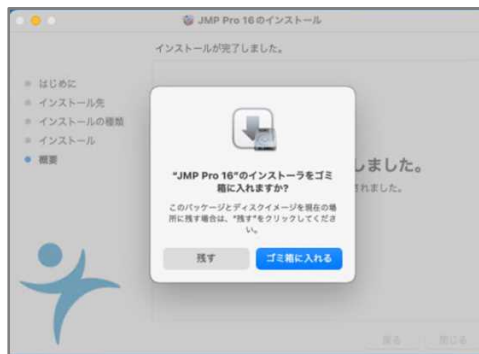 JMP Pro 16のインストール
インストールが完了しました。
はじめに
インストール先
インストールの種類
インストール
概要
"JMP Pro 16"のインストーラをゴミ
箱に入れますか?
このパッケージとディスクイメージを現在の場
所に残す場合は、"残す"をクリックしてくださ
い。
残す
ゴミ箱に入れる
しました。
されました。
戻る
閉じる